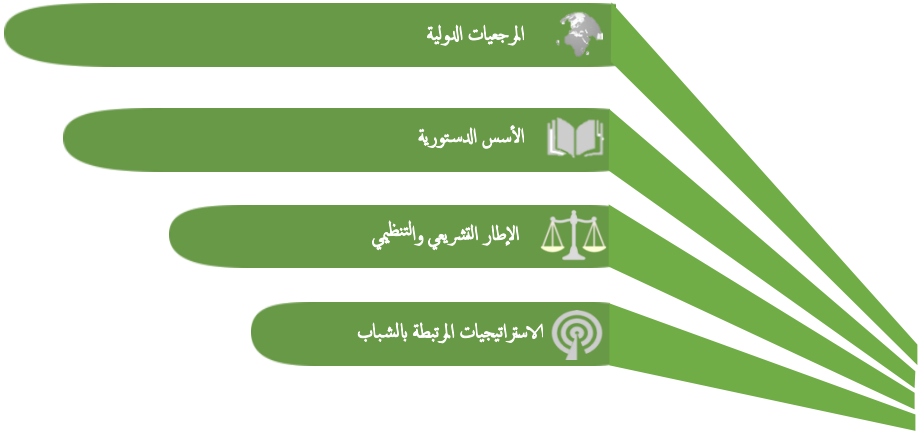 المرجعيات الدولية
الأسس الدستورية
الإطار التشريعي والتنظيمي
الاستراتيجيات المرتبطة بالشباب